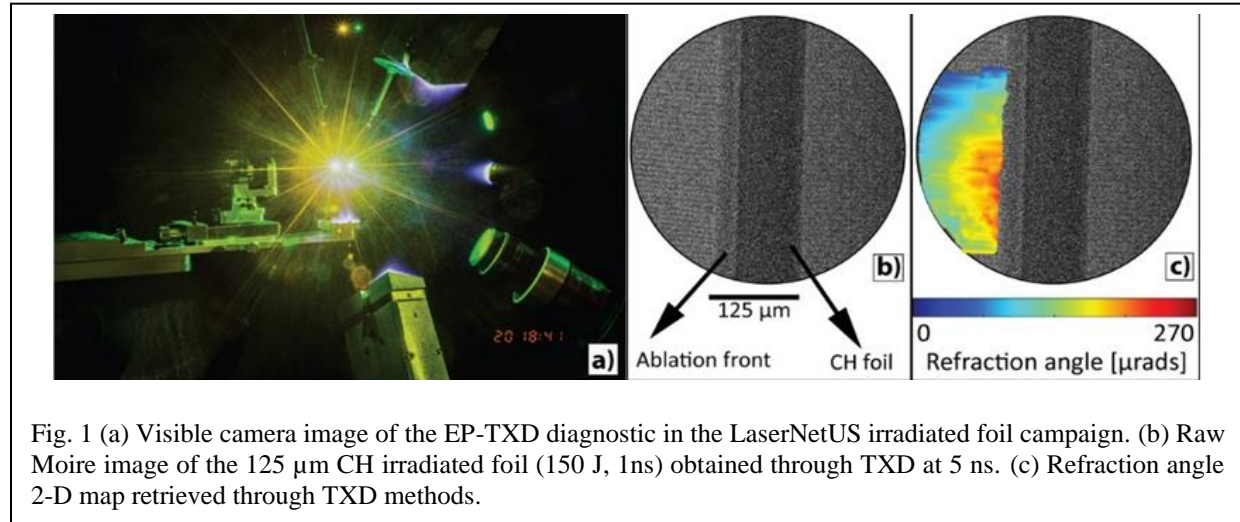 20 18:41
a)
b)
125 µm
Ablation front
CH foil
c)
0
270
Refraction angle [µrads]
Fig. 1 (a) Visible camera image of the EP-TXD diagnostic in the LaserNetUS irradiated foil campaign. (b) Raw
Moire image of the 125 µm CH irradiated foil (150 J, 1ns) obtained through TXD at 5 ns. (c) Refraction angle
2-D map retrieved through TXD methods.